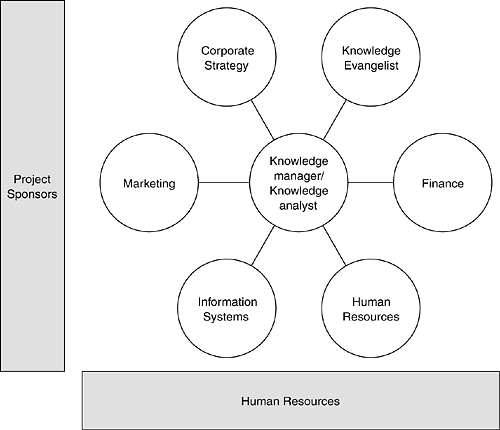 Corporate
Strategy
Knowledge
Evangelist
Project
Sponsors
Marketing
Knowledge
manager/
Knowledge
analyst
Finance
Information
Systems
Human
Resources
Human Resources